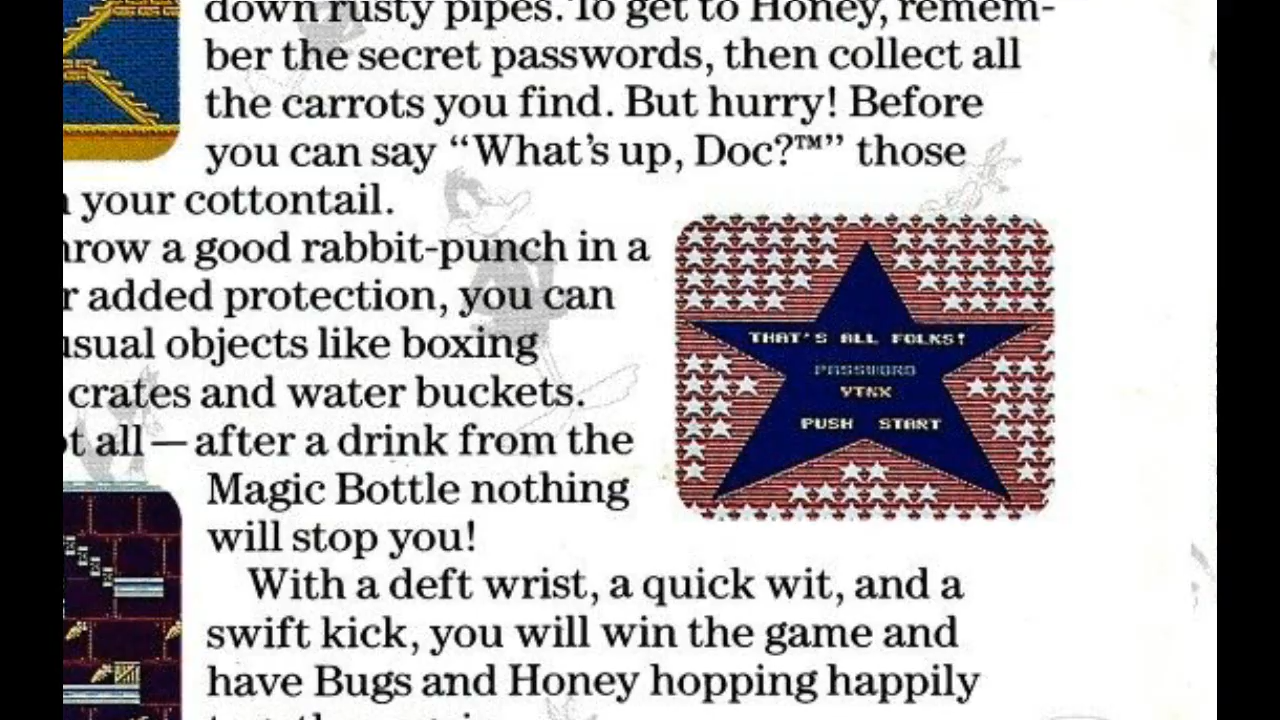 down rusty pipes. To get to Honey, remem-
ber the secret passwords, then collect all
the carrots you find. But hurry! Before
you can say “What’s up, Doc?™” those
your cottontail.
a good rabbit-punch in a
added protection, you can
objects like boxing
crates and water buckets.
all — after a drink from the
Magic Bottle nothing
will stop you!
With a deft wrist, a quick wit, and a
swift kick, you will win the game and
have Bugs and Honey hopping happily
THAT'S ALL FOLKS!
PASSWORD
PUSH START